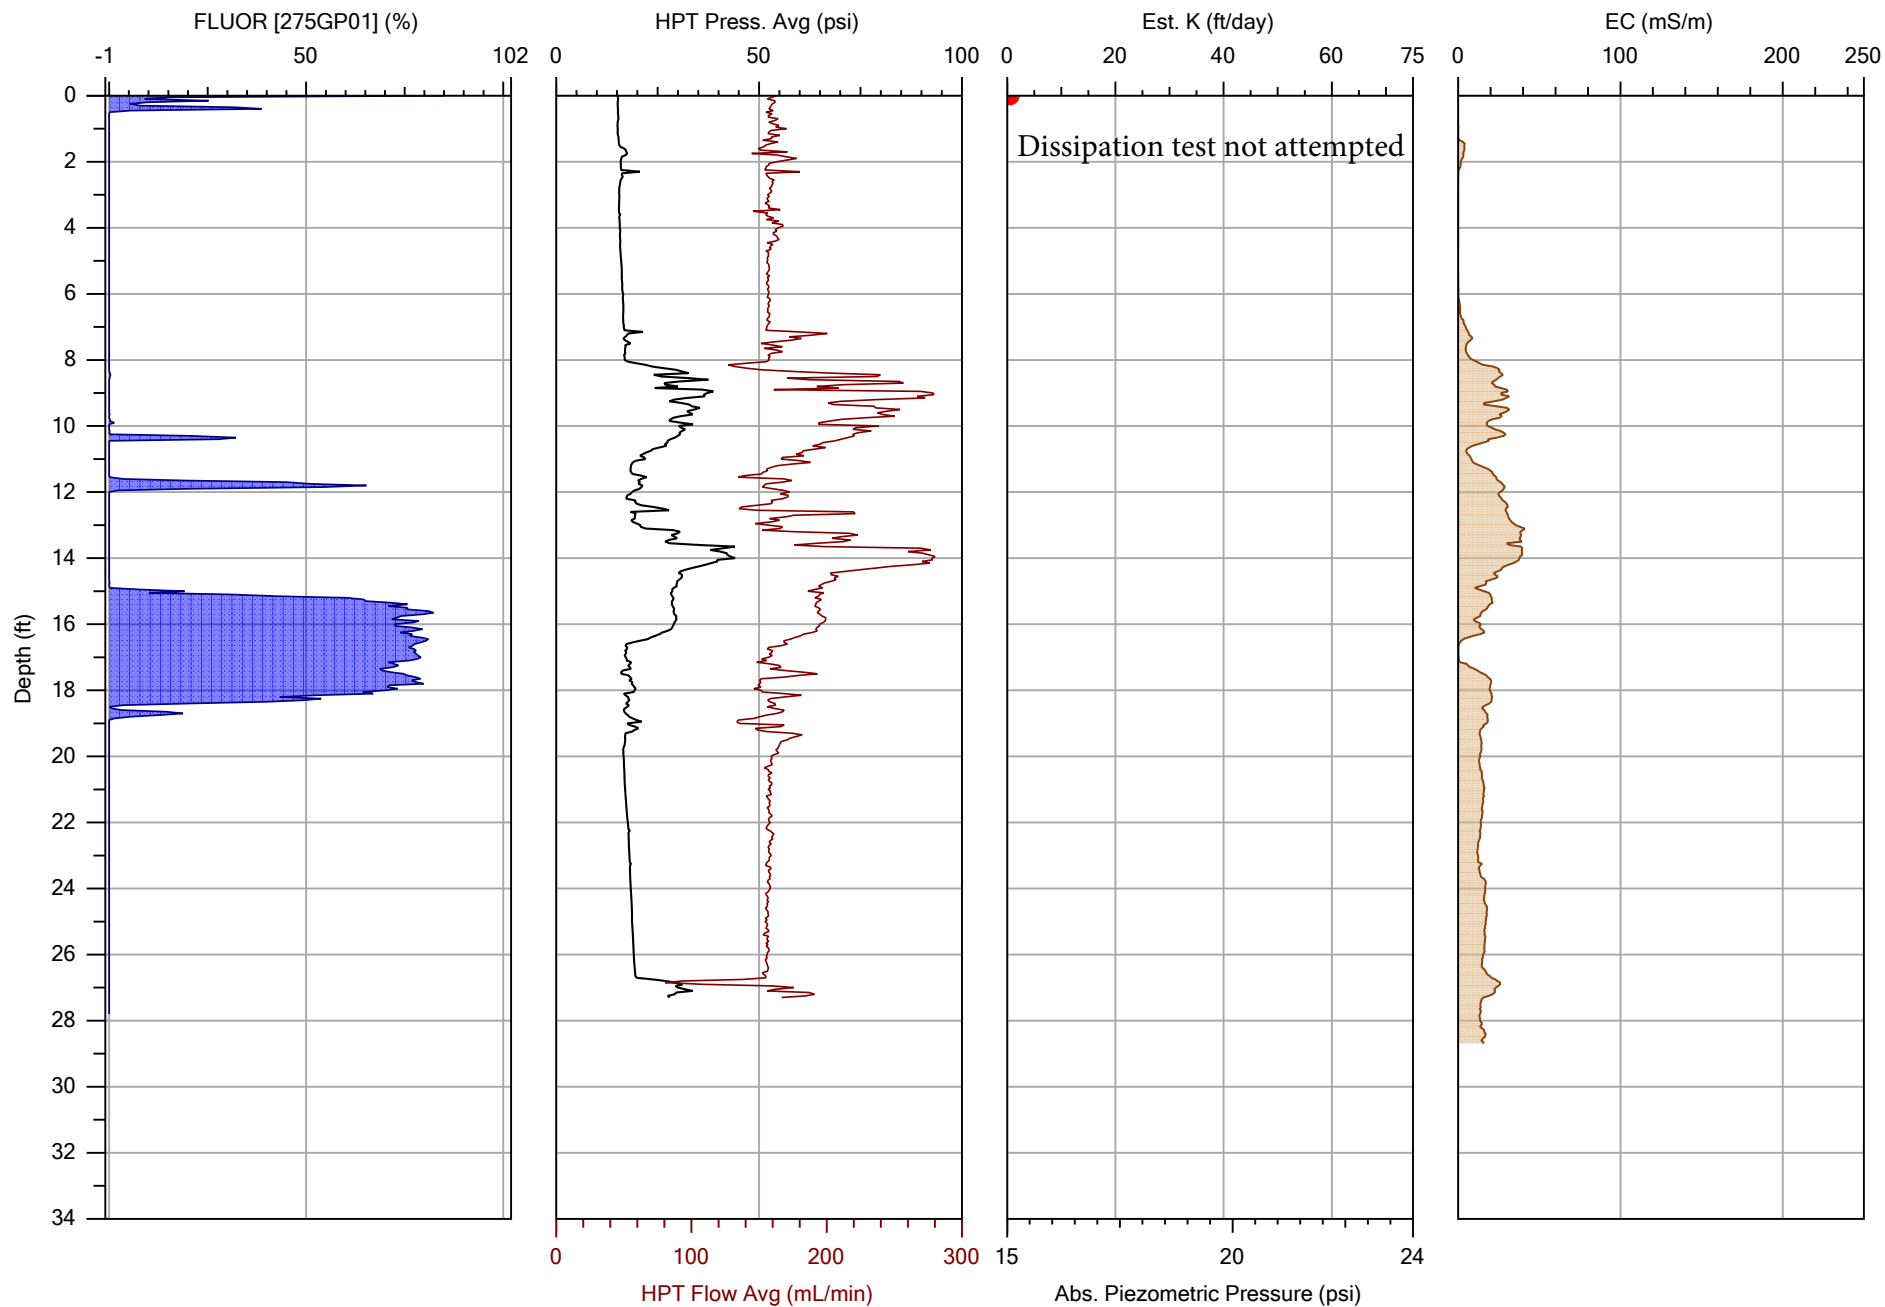 FLUOR [275GP01] (%)
HPT Press. Avg (psi)
Est. K (ft/day)
EC (mS/m)
-1 50 102
0 50 100
0 20 40 60 75
0 100 200 250
Dissipation test not attempted
Depth (ft)
0
2
4
6
8
10
12
14
16
18
20
22
24
26
28
30
32
34
0 100 200 300
15 20 24
HPT Flow Avg (mL/min)
Abs. Piezometric Pressure (psi)